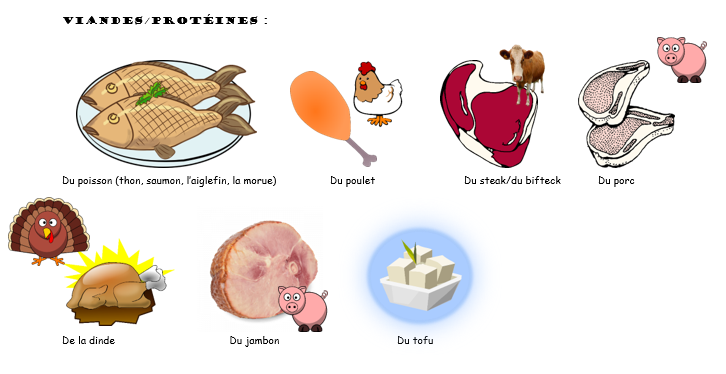 VIANDES/PROTÉINES :
Du poisson (thon, saumon, l'aiglefin, la morue)
Du poulet
Du steak/du bifteck
Du porc
De la dinde
Du jambon
Du tofu